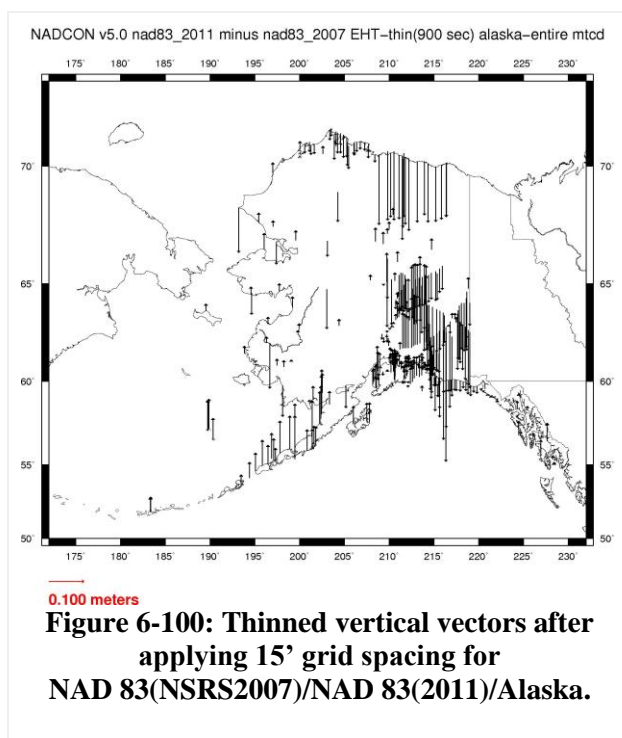 NADCON v5.0 nad83_2011 minus nad83_2007 EHT−thin(900 sec) alaska−entire mtcd
175˚ 180˚ 185˚ 190˚ 195˚ 200˚ 205˚ 210˚ 215˚ 220˚ 225˚ 230˚
70˚ 70˚
65˚ 65˚
60˚ 60˚
55˚ 55˚
50˚ 50˚
175˚ 180˚ 185˚ 190˚ 195˚ 200˚ 205˚ 210˚ 215˚ 220˚ 225˚ 230˚
0.100 meters
Figure 6-100: Thinned vertical vectors after
applying 15’ grid spacing for
NAD 83(NSRS2007)/NAD 83(2011)/Alaska.